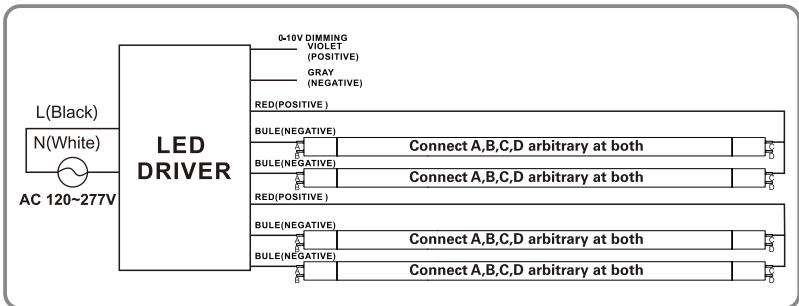 0-10V DIMMING
VIOLET
(POSITIVE)
GRAY
(NEGATIVE)
RED(POSITIVE )
L(Black)
BULE(NEGATIVE)
N(White)
LED
DRIVER
A
B
Connect A,B,C,D arbitrary at both
C
D
BULE(NEGATIVE)
A
B
Connect A,B,C,D arbitrary at both
C
D
AC 120~277V
RED(POSITIVE )
BULE(NEGATIVE)
A
B
Connect A,B,C,D arbitrary at both
C
D
BULE(NEGATIVE)
A
B
Connect A,B,C,D arbitrary at both
C
D